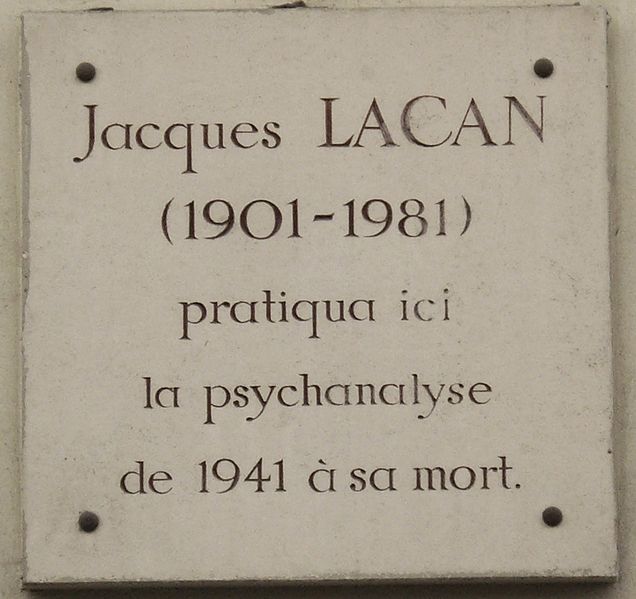 Jacques LACAN
(1901-1981)
pratiqua ici
la psychanalyse
de 1941 à sa mort.